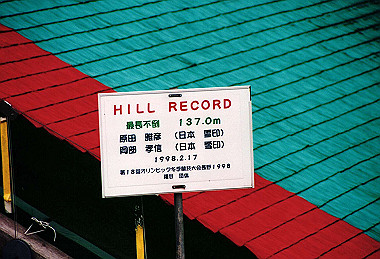 HILL RECORD
最長不倒 137.0m
原田 雅彦 (日本 雪印)
岡部 孝信 (日本 雪印)
1998.2.17
第18回オリンピック冬季競技大会長野1998
団体